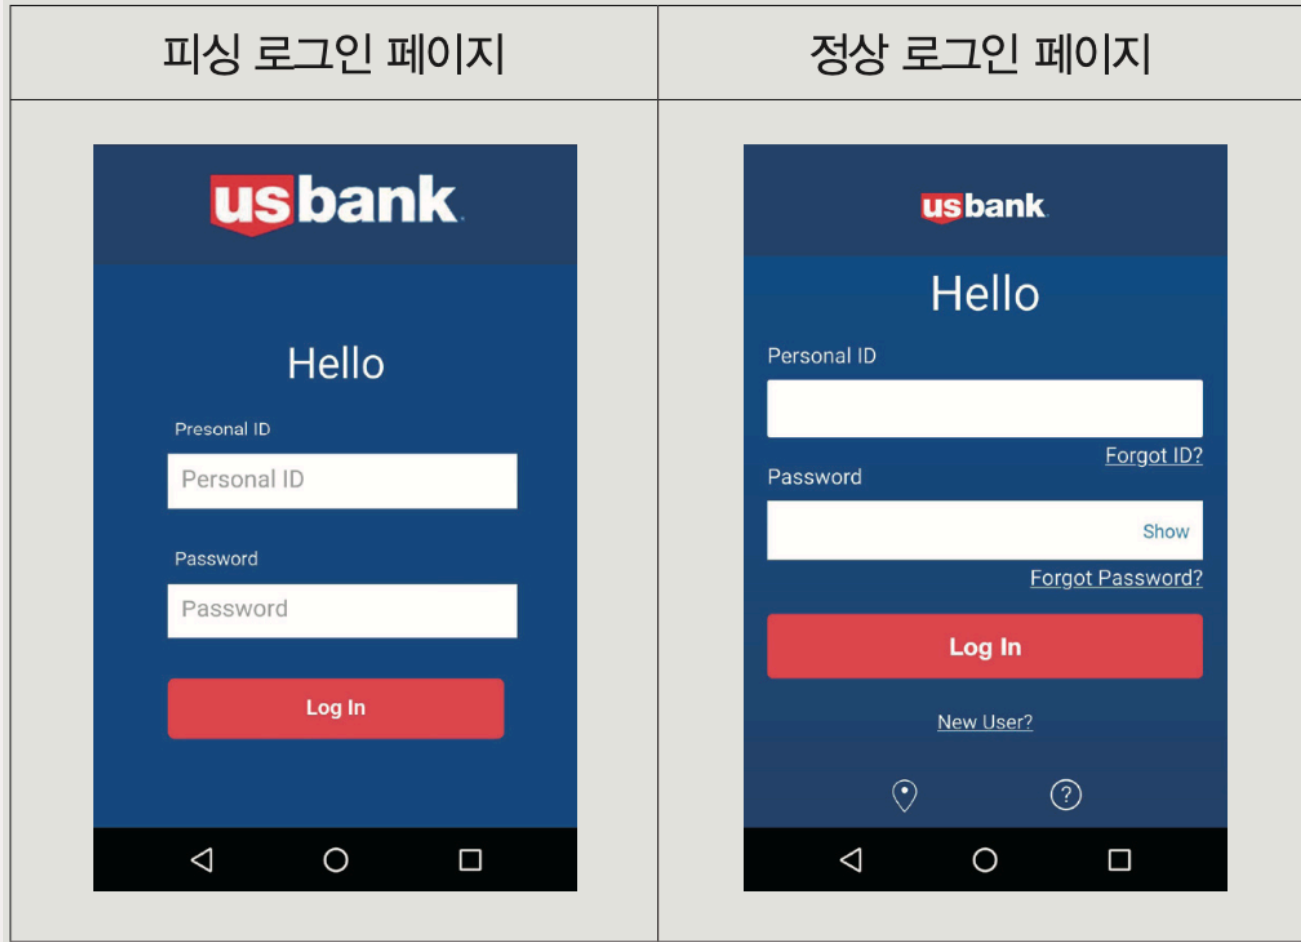 피싱 로그인 페이지
정상 로그인 페이지
usbank.
Hello
Presonal ID
Personal ID
Password
Password
Log In
usbank
Hello
Personal ID
Forgot ID?
Password
Show
Forgot Password?
Log In
New User?
?